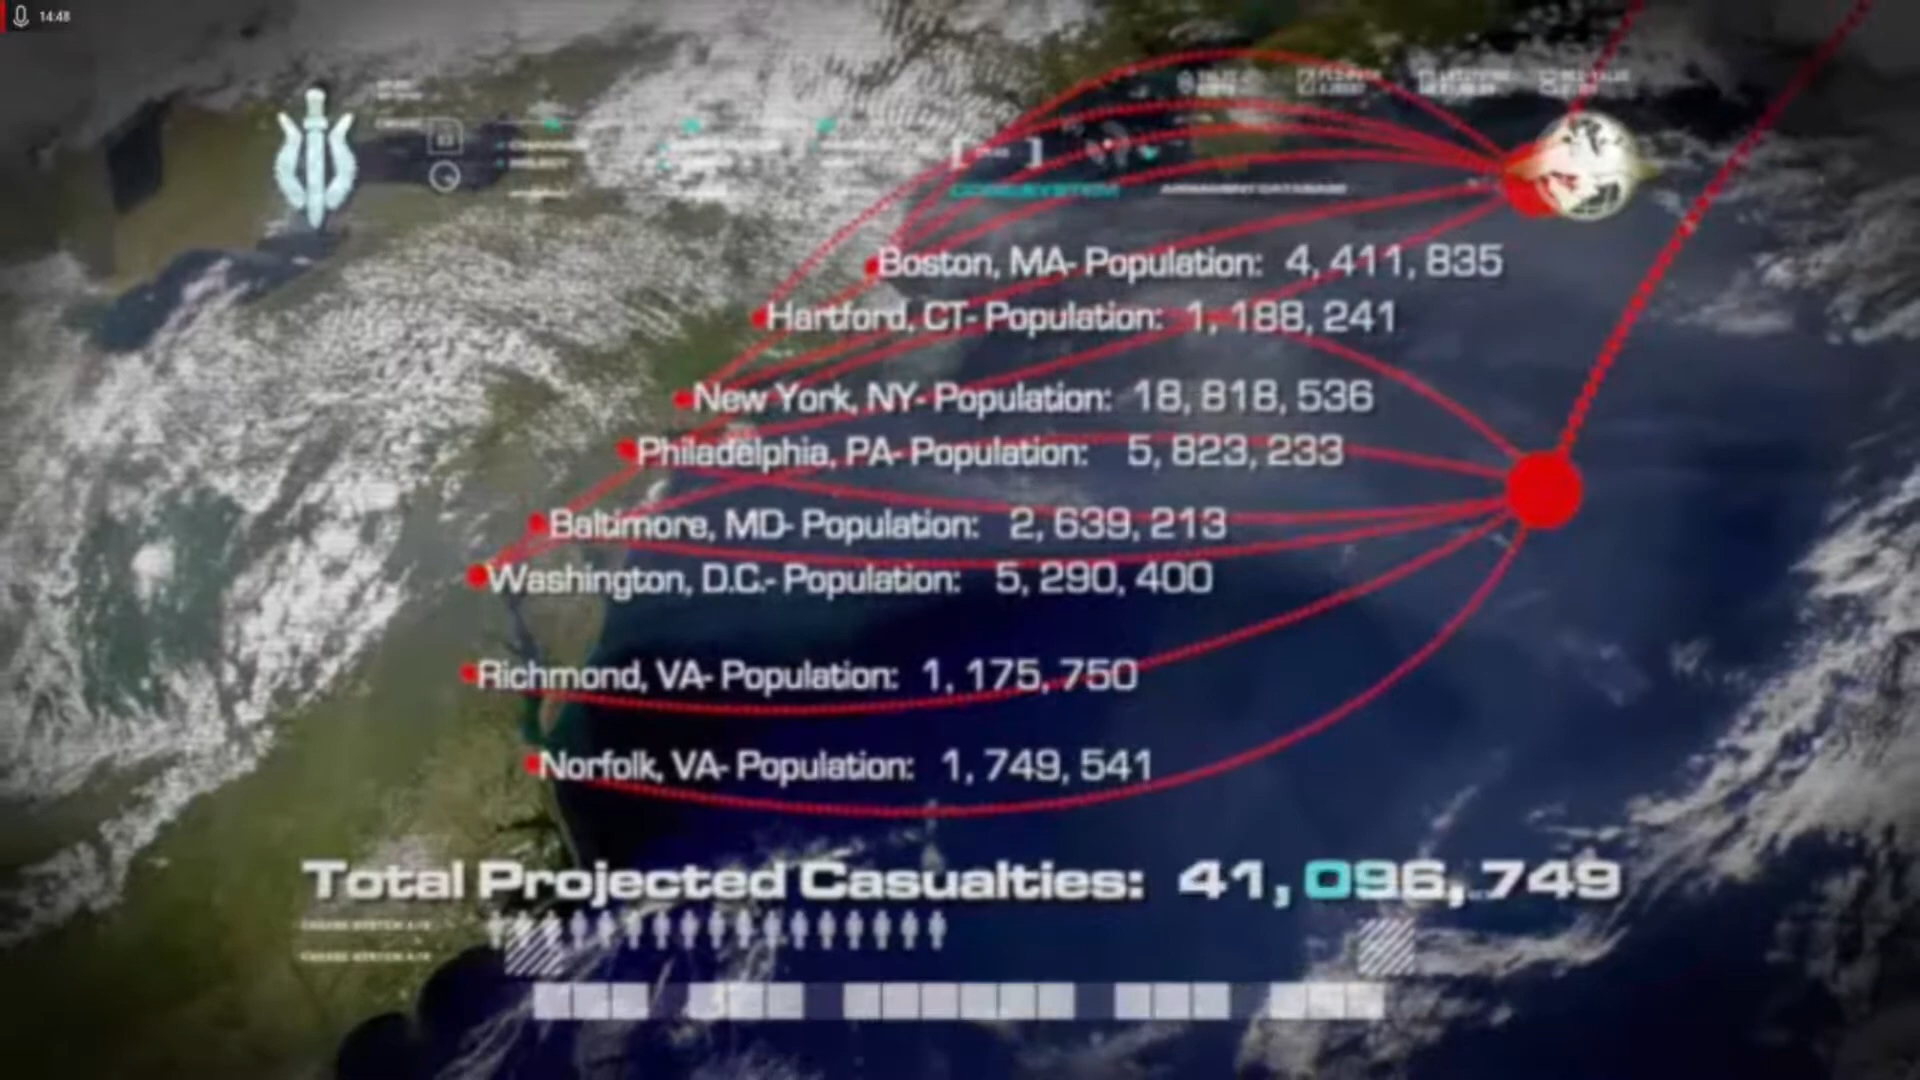 14:48
ARMAMENT DATABASE
Boston, MA- Population: 4, 411, 835
Hartford, CT- Population: 1, 188, 241
New York, NY- Population: 18, 818, 536
Philadelphia, PA- Population: 5, 823, 233
Baltimore, MD- Population: 2, 639, 213
Washington, D.C.- Population: 5, 290, 400
Richmond, VA- Population: 1, 175, 750
Norfolk, VA- Population: 1, 749, 541
Total Projected Casualties: 41, 096, 749